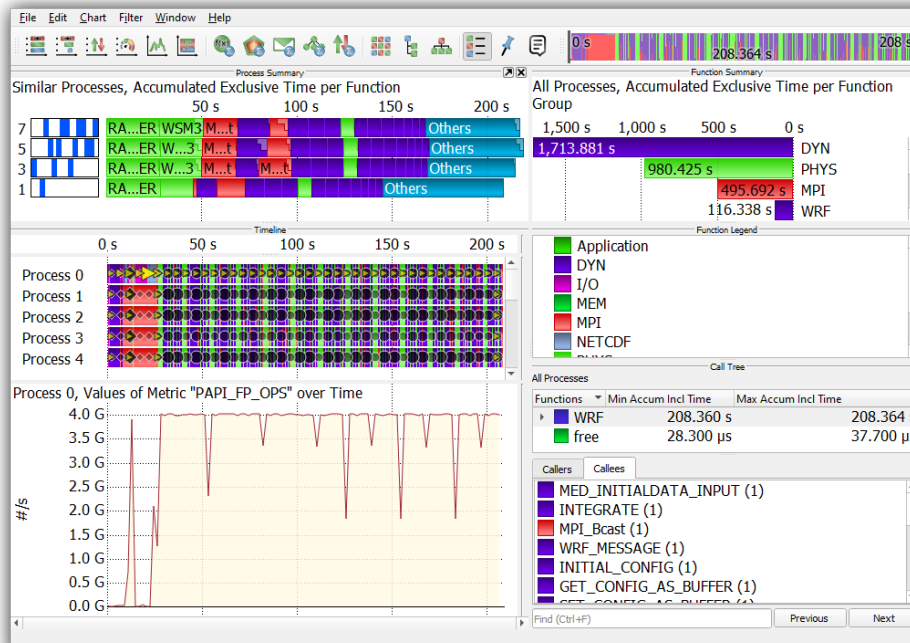 File Edit Chart Filter Window Help
0 s 208.364 s 208 s
Process Summary
Similar Processes, Accumulated Exclusive Time per Function
50 s 100 s 150 s 200 s
7 RA...ER WSM3 M...t Others
5 RA...ER W...3 M...t Others
3 RA...ER W...3 M...t M...t Others
1 RA...ER Others
Function Summary
All Processes, Accumulated Exclusive Time per Function
Group
1,500 s 1,000 s 500 s 0 s
1,713.881 s DYN
980.425 s PHYS
495.692 s MPI
116.338 s WRF
Timeline
0 s 50 s 100 s 150 s 200 s
Process 0
Process 1
Process 2
Process 3
Process 4
Process 0, Values of Metric "PAPI_FP_OPS" over Time
4.0 G
3.5 G
3.0 G
2.5 G
2.0 G
1.5 G
1.0 G
0.5 G
0.0 G
#/s
0 s 50 s 100 s 150 s 200 s
Function Legend
Application
DYN
I/O
MEM
MPI
NETCDF
Call Tree
All Processes
Functions Min Accum Incl Time Max Accum Incl Time
WRF 208.360 s 208.364
free 28.300 µs 37.700 µs
Callers Callees
MED_INITIALDATA_INPUT (1)
INTEGRATE (1)
MPI_Bcast (1)
WRF_MESSAGE (1)
INITIAL_CONFIG (1)
GET_CONFIG_AS_BUFFER (1)
Find (Ctrl+F) Previous Next